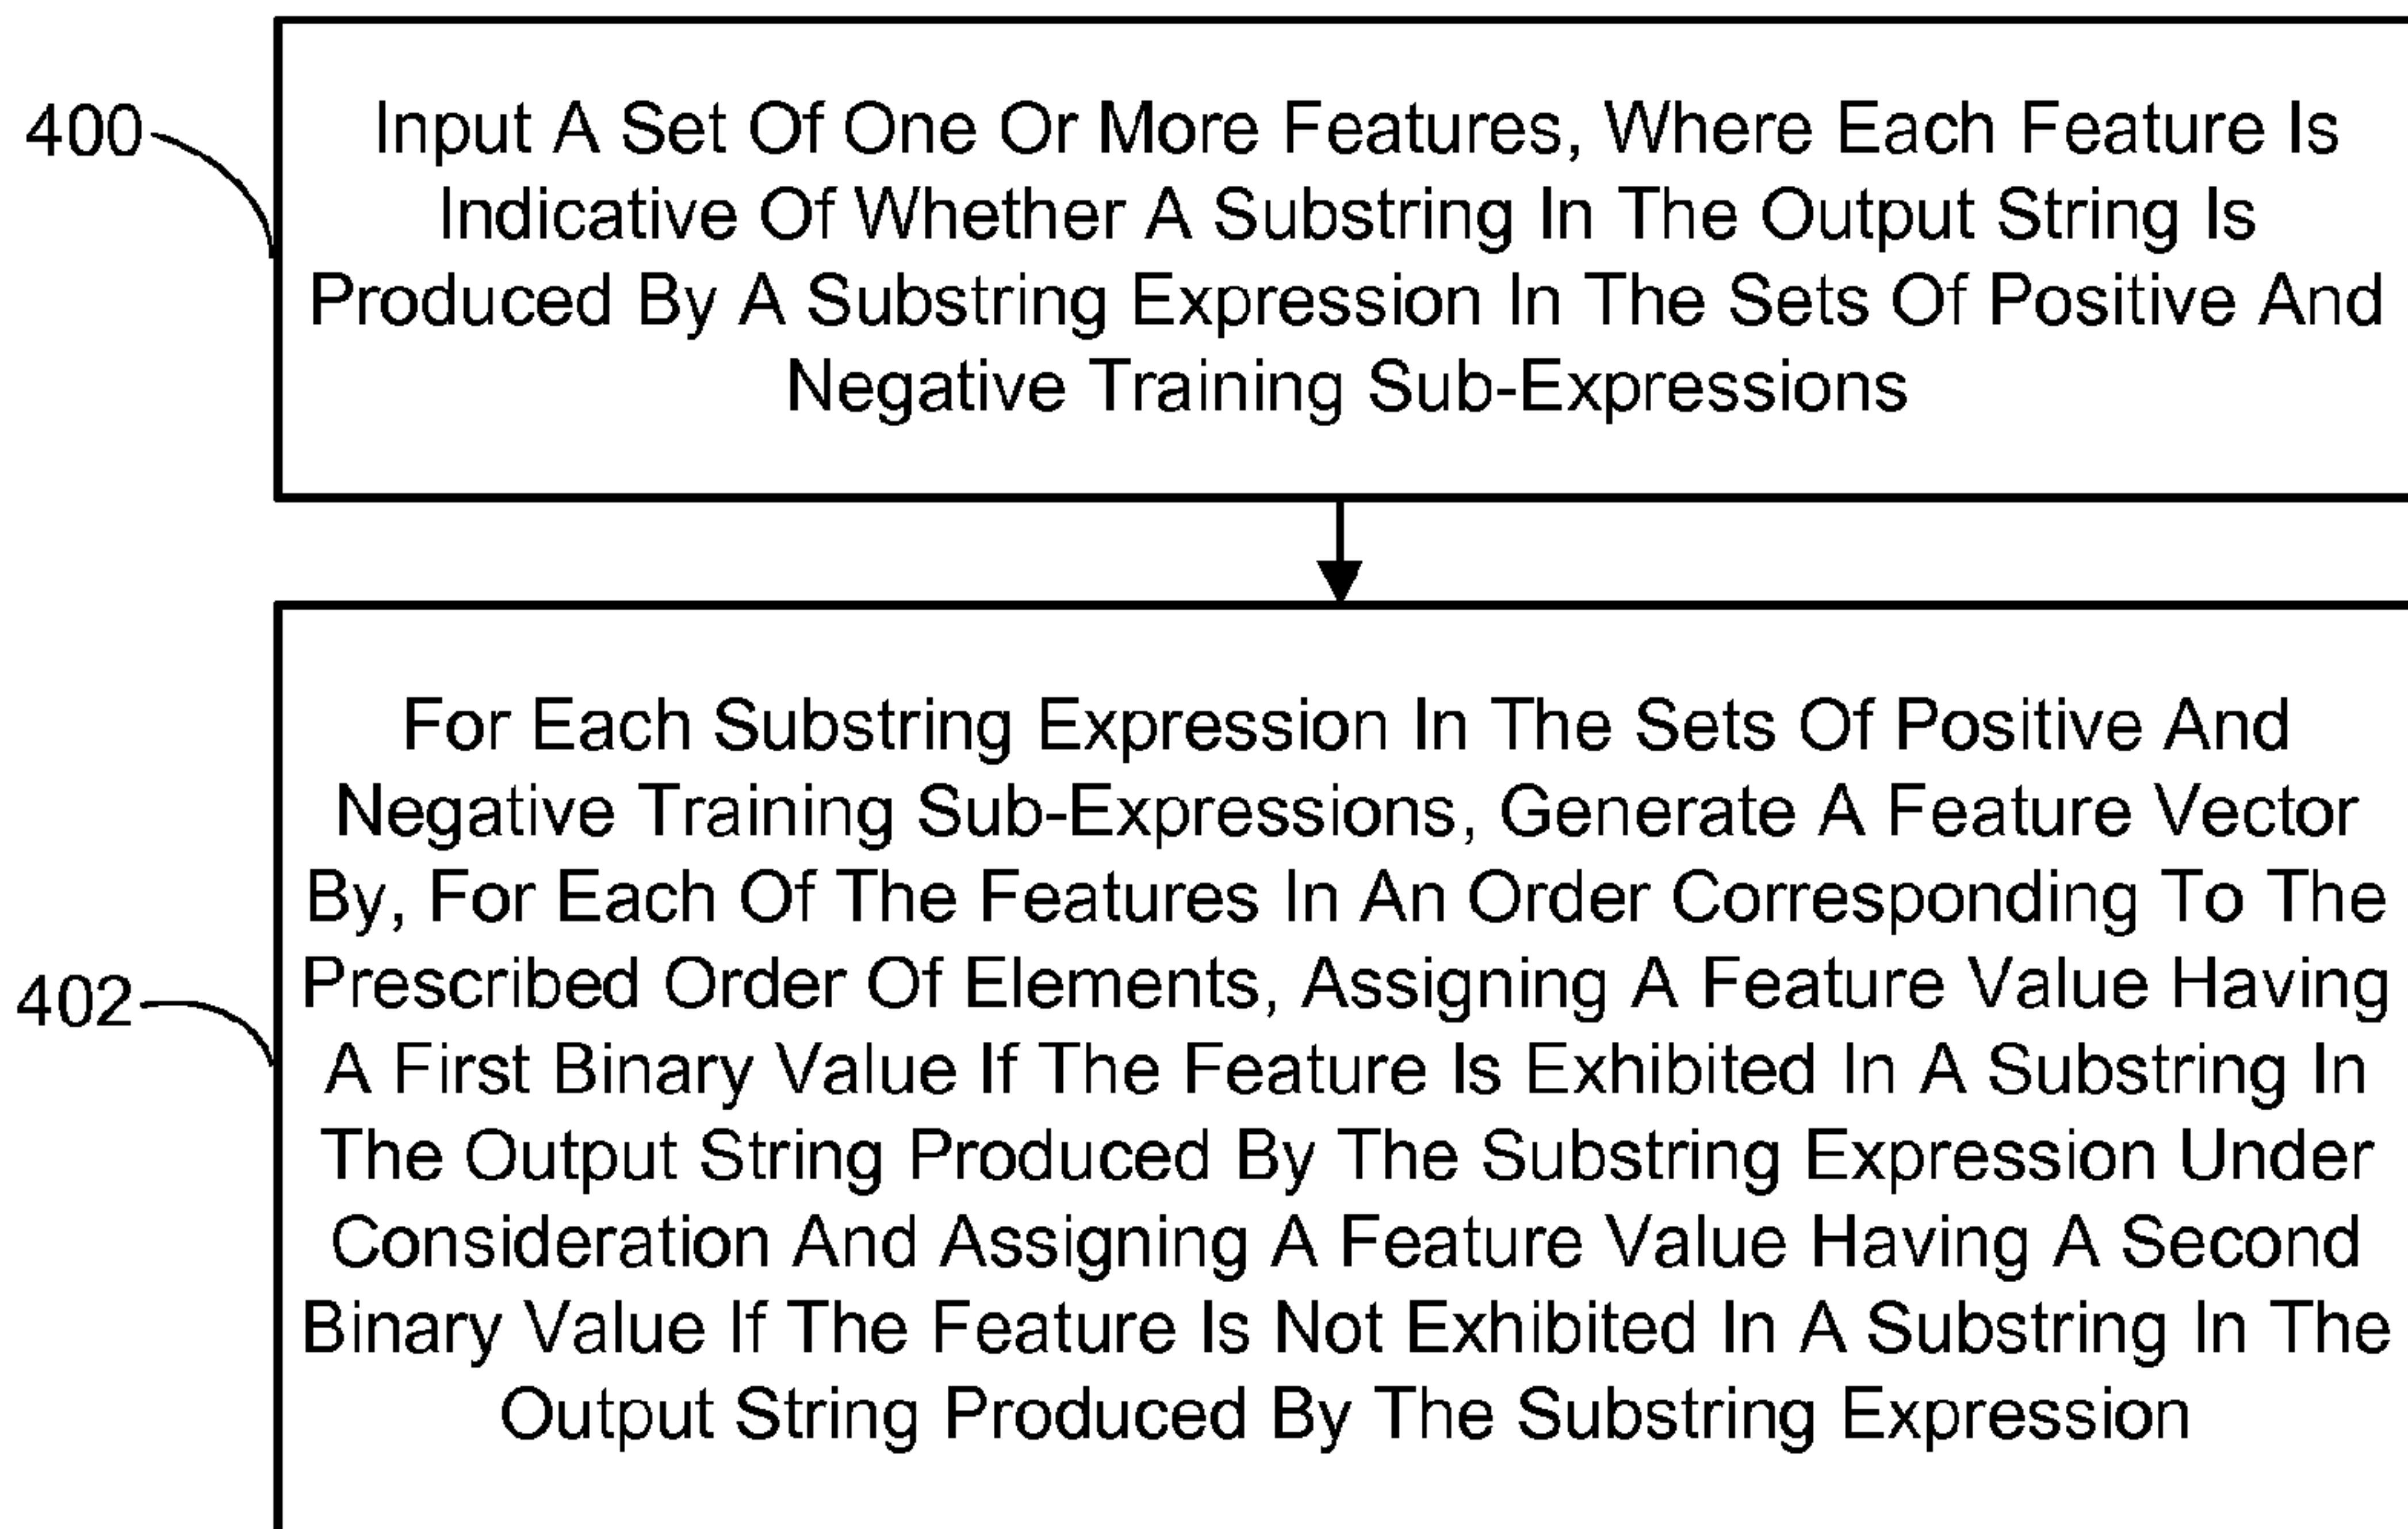 400
Input A Set Of One Or More Features, Where Each Feature Is
Indicative Of Whether A Substring In The Output String Is
Produced By A Substring Expression In The Sets Of Positive And
Negative Training Sub-Expressions
402
For Each Substring Expression In The Sets Of Positive And
Negative Training Sub-Expressions, Generate A Feature Vector
By, For Each Of The Features In An Order Corresponding To The
Prescribed Order Of Elements, Assigning A Feature Value Having
A First Binary Value If The Feature Is Exhibited In A Substring In
The Output String Produced By The Substring Expression Under
Consideration And Assigning A Feature Value Having A Second
Binary Value If The Feature Is Not Exhibited In A Substring In The
Output String Produced By The Substring Expression